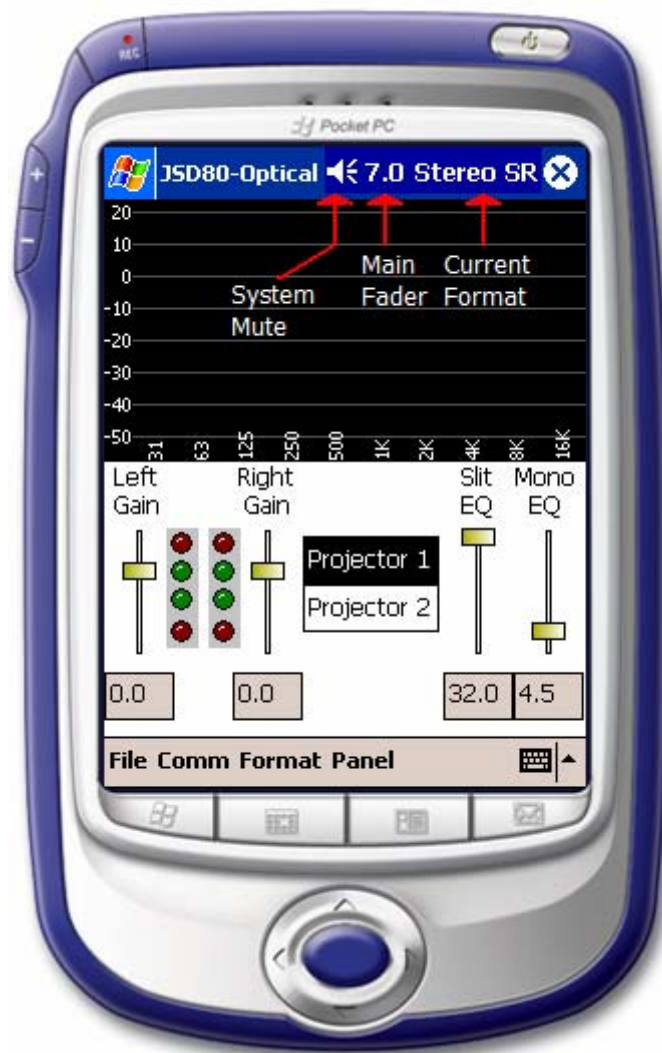 REC
Pocket PC
JSD80-Optical 7.0 Stereo SR
20
10
0
-10
-20
-30
-40
-50
System Mute
Main Fader
Current Format
31 63 125 250 500 1K 2K 4K 8K 16K
Left Gain
Right Gain
Slit EQ
Mono EQ
Projector 1
Projector 2
0.0
0.0
32.0
4.5
File Comm Format Panel
+
-